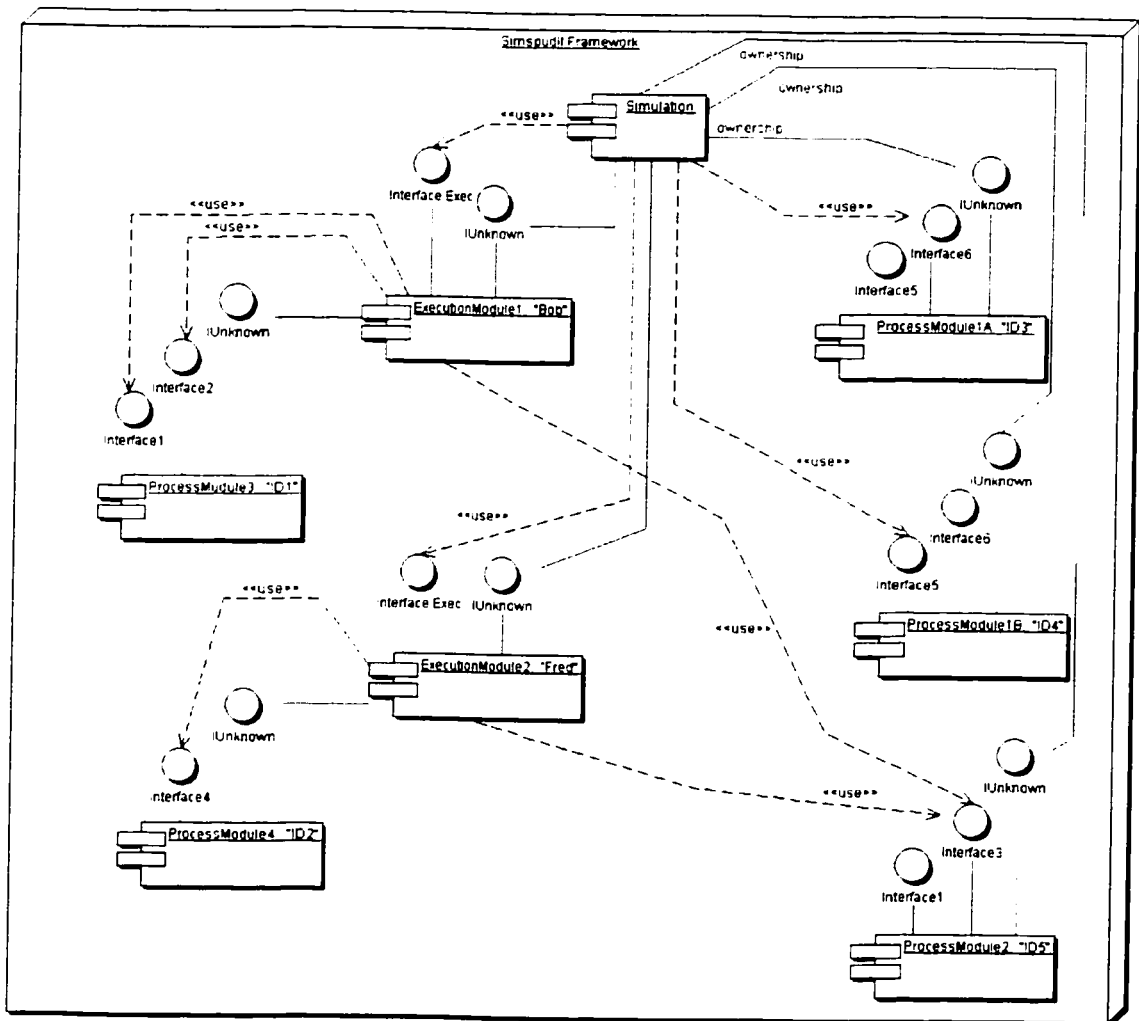 Simspudil Framework
ownership
ownership
Simulation
«use»
ownership
Interface Exec
IUnknown
IUnknown
«use»
«use»
«use»
Interface6
Interface5
IUnknown
ExecutionModule1 "Bob"
ProcessModule1A "ID3"
Interface2
Interface1
«use»
ProcessModule3 "ID1"
IUnknown
«use»
Interface6
Interface5
«use»
Interface Exec
IUnknown
ProcessModule1B "ID4"
«use»
ExecutionModule2 "Fred"
IUnknown
IUnknown
Interface4
«use»
ProcessModule4 "ID2"
Interface3
Interface1
ProcessModule2 "ID5"